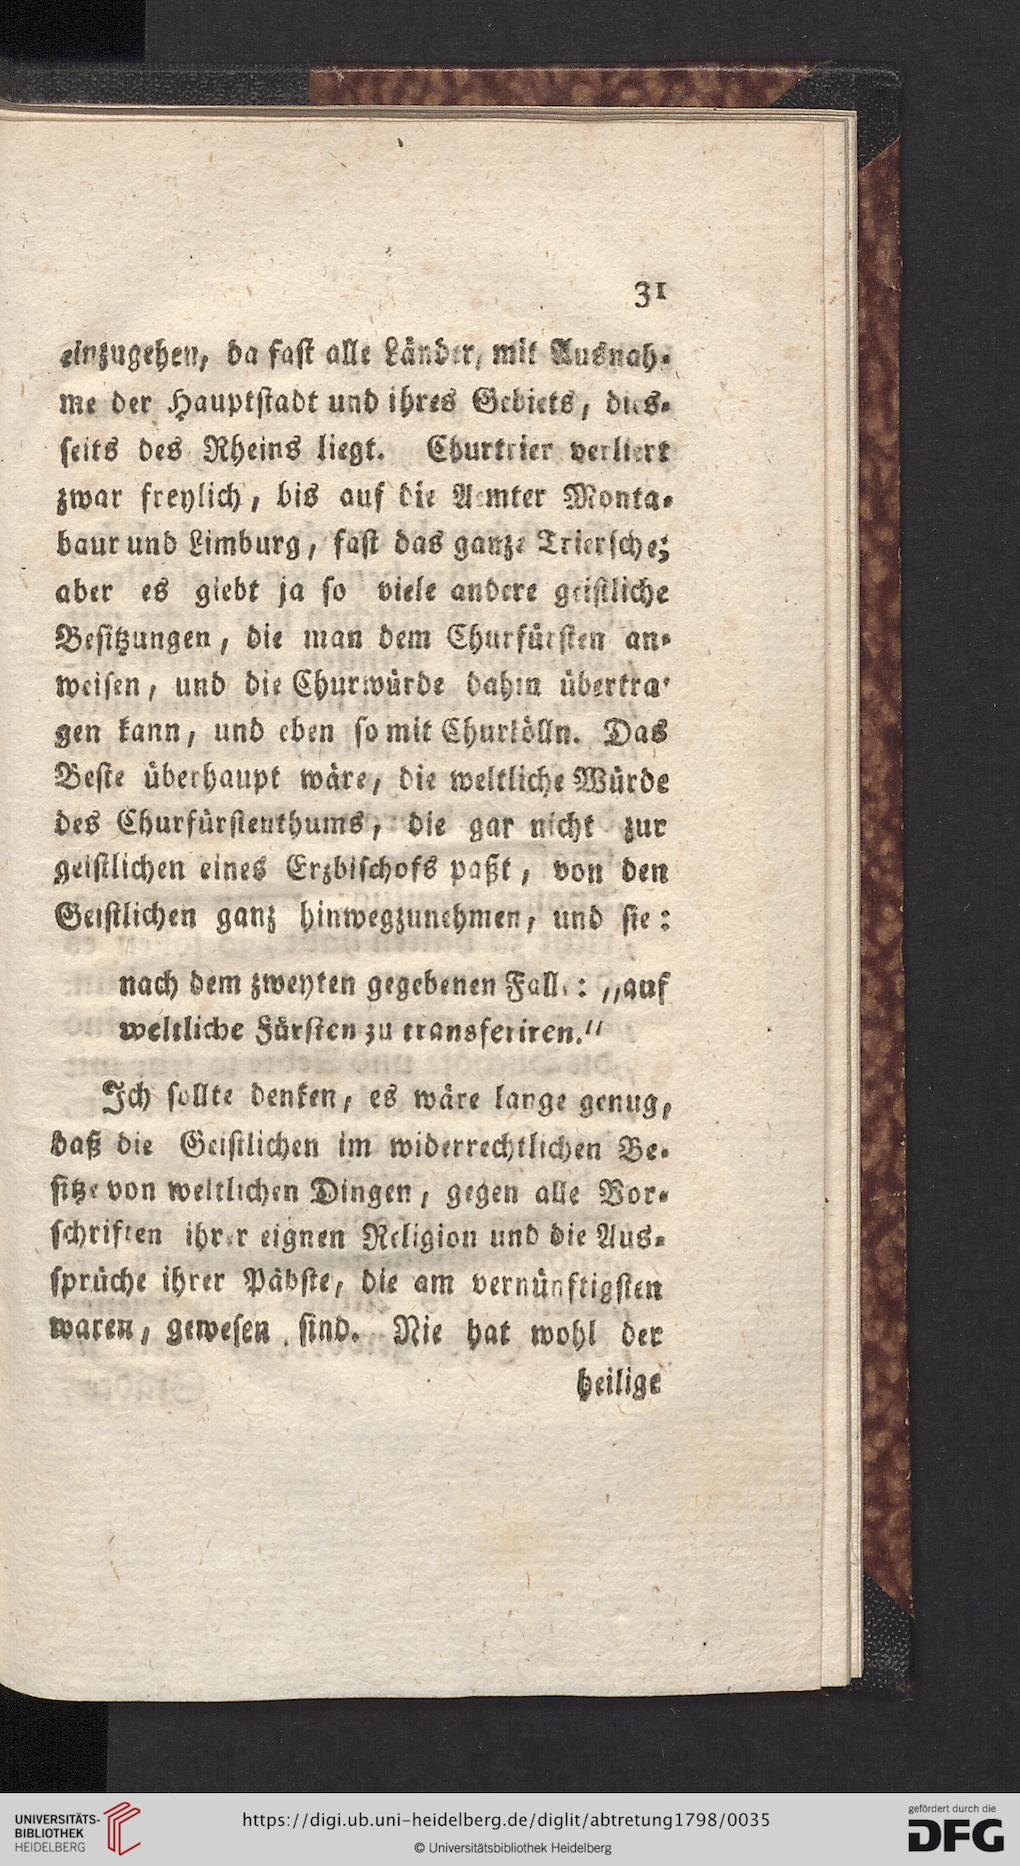 31
einzugehen, da fast alle Länder, mit Ausnah-
me der Hauptstadt und ihres Gebiets, dies-
seits des Rheins liegt. Churtrier verliert
zwar freylich, bis auf die Aemter Monta-
baur und Limburg, fast das ganze Triersche;
aber es giebt ja so viele andere geistliche
Besitzungen, die man dem Churfürsten an-
weisen, und die Churwürde dahin übertra-
gen kann, und eben so mit Churkölln. Das
Beste überhaupt wäre, die weltliche Würde
des Churfürstenthums, die gar nicht zur
geistlichen eines Erzbischofs paßt, von den
Geistlichen ganz hinwegzunehmen, und sie:
nach dem zweyten gegebenen Falle: „auf
weltliche Fürsten zu transferiren."
Ich sollte denken, es wäre lange genug,
daß die Geistlichen im widerrechtlichen Be-
sitze von weltlichen Dingen, gegen alle Vor-
schriften ihrer eignen Religion und die Aus-
sprüche ihrer Päbste, die am vernünftigsten
waren, gewesen sind. Nie hat wohl der
heilige
UNIVERSITÄTS-
BIBLIOTHEK
HEIDELBERG
https://digi.ub.uni-heidelberg.de/diglit/abtretung1798/0035
© Universitätsbibliothek Heidelberg
gefördert durch die
DFG